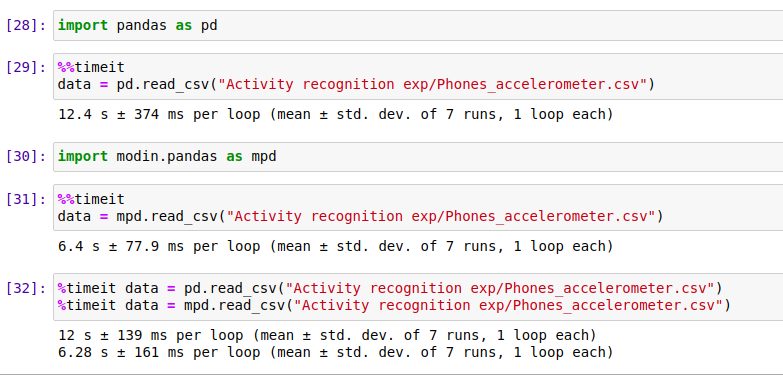 [28]: import pandas as pd
[29]: %%timeit
data = pd.read_csv("Activity recognition exp/Phones_accelerometer.csv")
12.4 s ± 374 ms per loop (mean ± std. dev. of 7 runs, 1 loop each)
[30]: import modin.pandas as mpd
[31]: %%timeit
data = mpd.read_csv("Activity recognition exp/Phones_accelerometer.csv")
6.4 s ± 77.9 ms per loop (mean ± std. dev. of 7 runs, 1 loop each)
[32]: %timeit data = pd.read_csv("Activity recognition exp/Phones_accelerometer.csv")
%timeit data = mpd.read_csv("Activity recognition exp/Phones_accelerometer.csv")
12 s ± 139 ms per loop (mean ± std. dev. of 7 runs, 1 loop each)
6.28 s ± 161 ms per loop (mean ± std. dev. of 7 runs, 1 loop each)